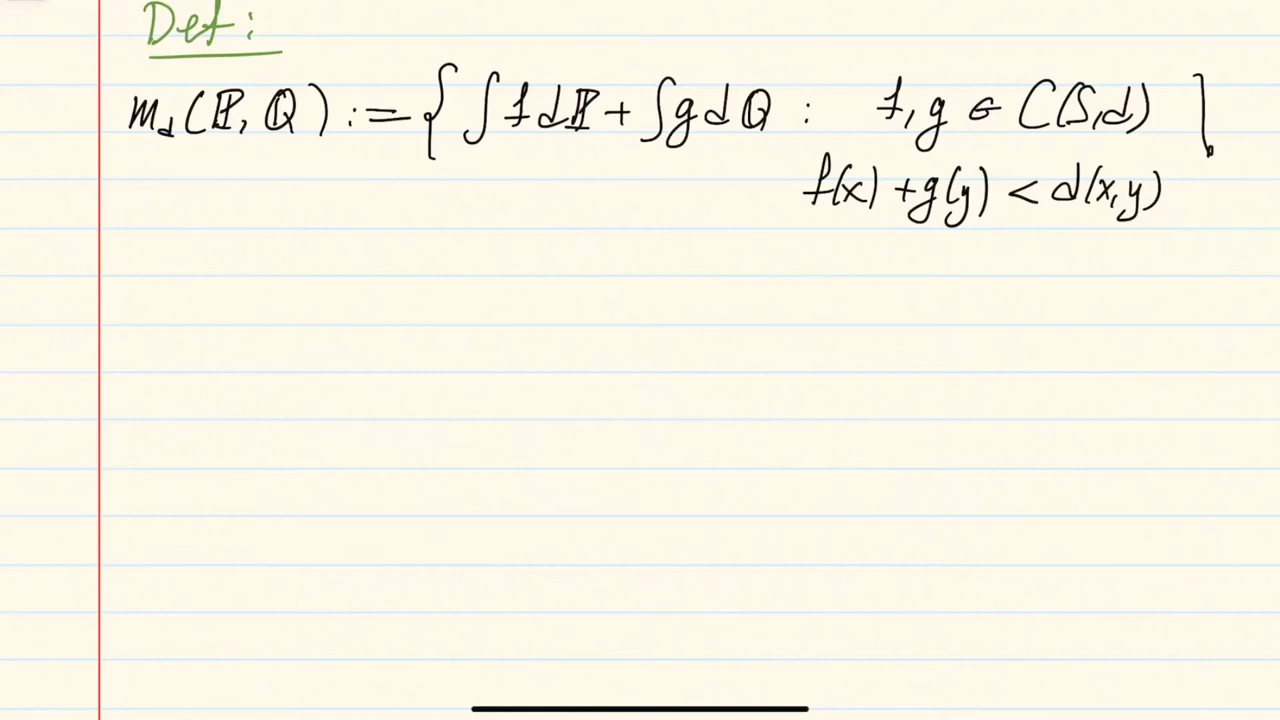 Def:
m_d(ℙ, ℚ) := { ∫ f dℙ + ∫ g dℚ : f, g ∈ C(S, d) }
f(x) + g(y) < d(x, y)